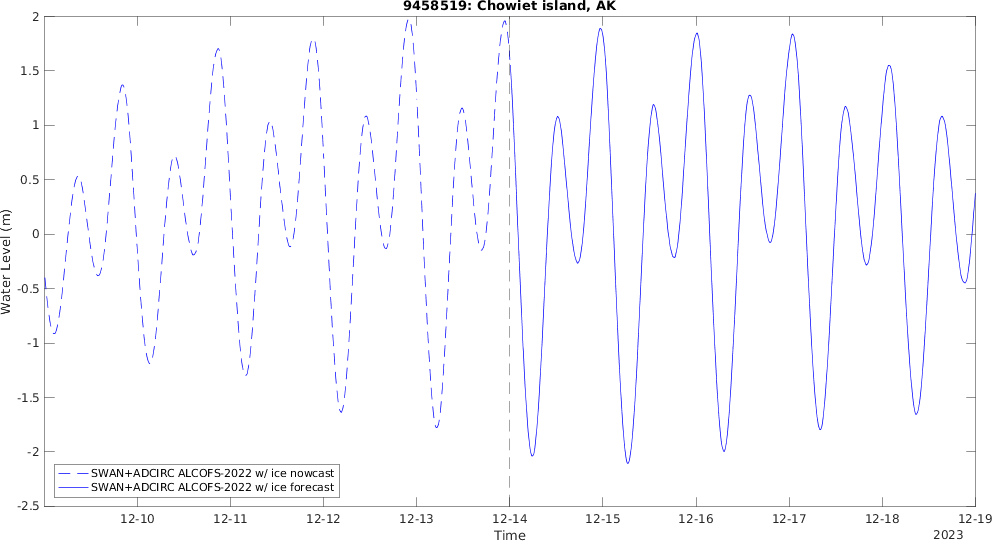 9458519: Chowiet island, AK
2
1.5
1
0.5
0
-0.5
-1
-1.5
-2
-2.5
Water Level (m)
SWAN+ADCIRC ALCOFS-2022 w/ ice nowcast
SWAN+ADCIRC ALCOFS-2022 w/ ice forecast
12-10 12-11 12-12 12-13 12-14 12-15 12-16 12-17 12-18 12-19
Time
2023